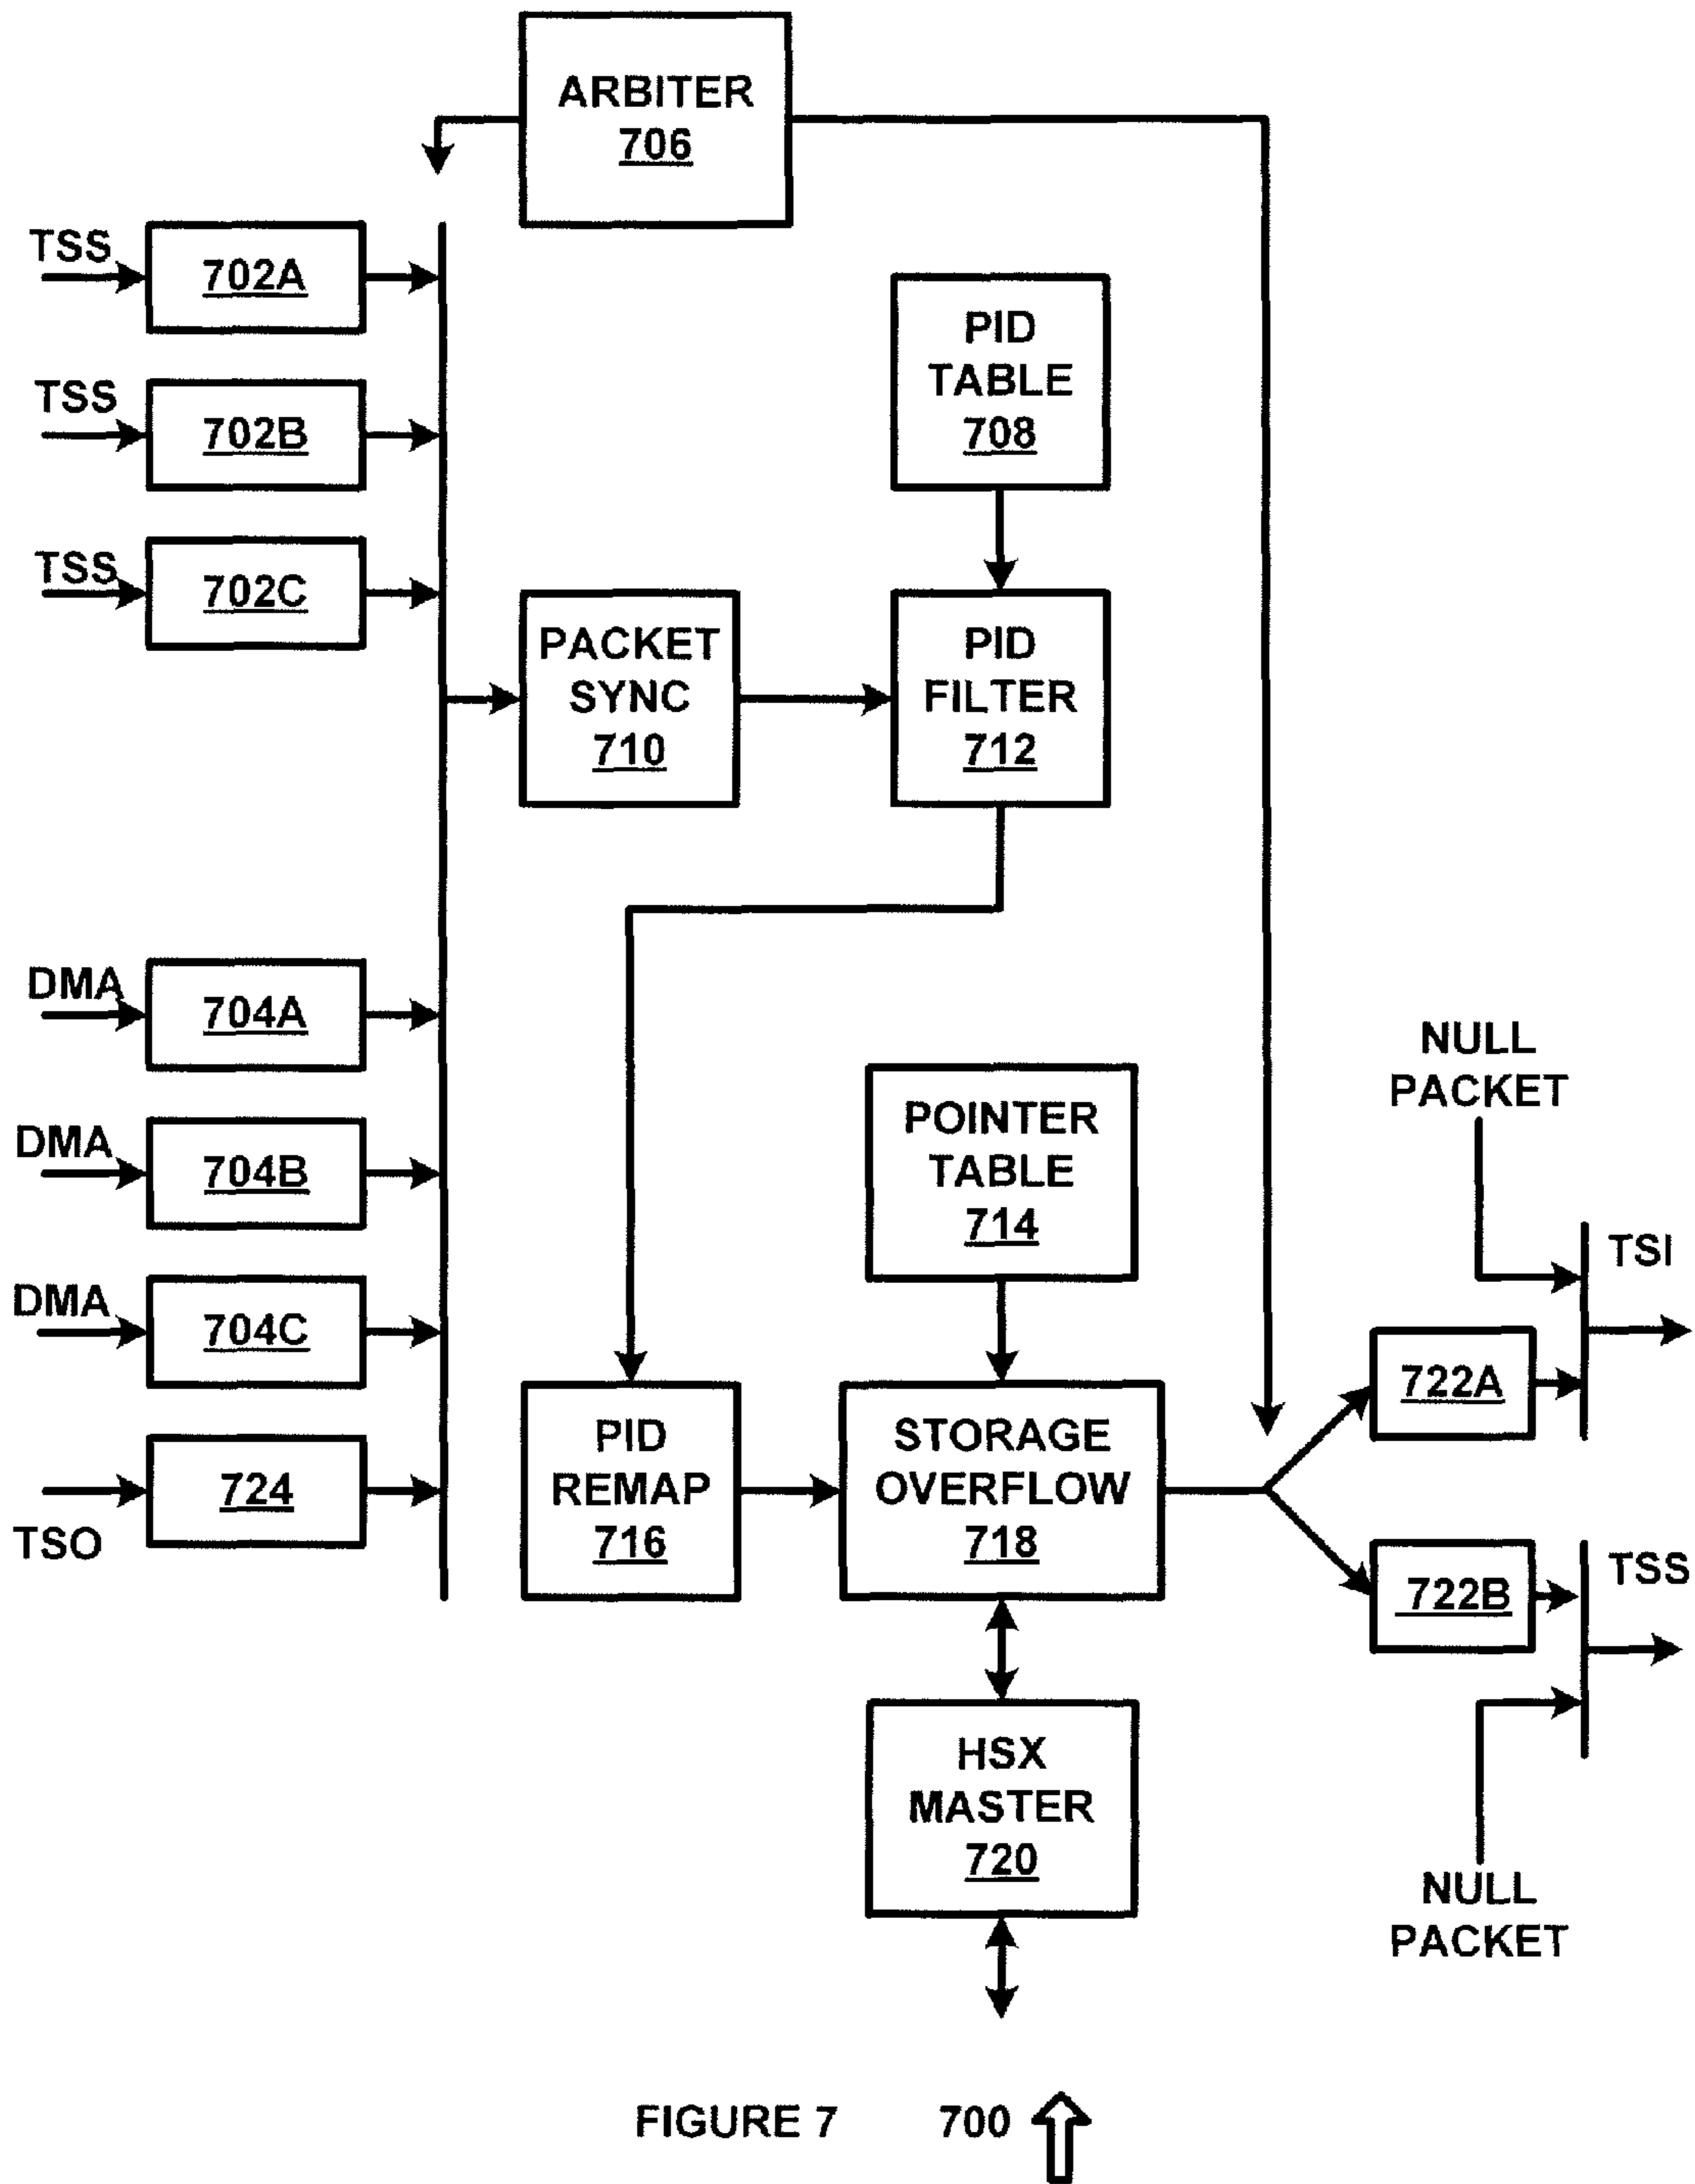 ARBITER
706
TSS
702A
TSS
702B
TSS
702C
PID
TABLE
708
PACKET
SYNC
710
PID
FILTER
712
DMA
704A
DMA
704B
DMA
704C
724
TSO
POINTER
TABLE
714
PID
REMAP
716
STORAGE
OVERFLOW
718
HSX
MASTER
720
NULL
PACKET
TSI
722A
722B
TSS
NULL
PACKET
FIGURE 7 700